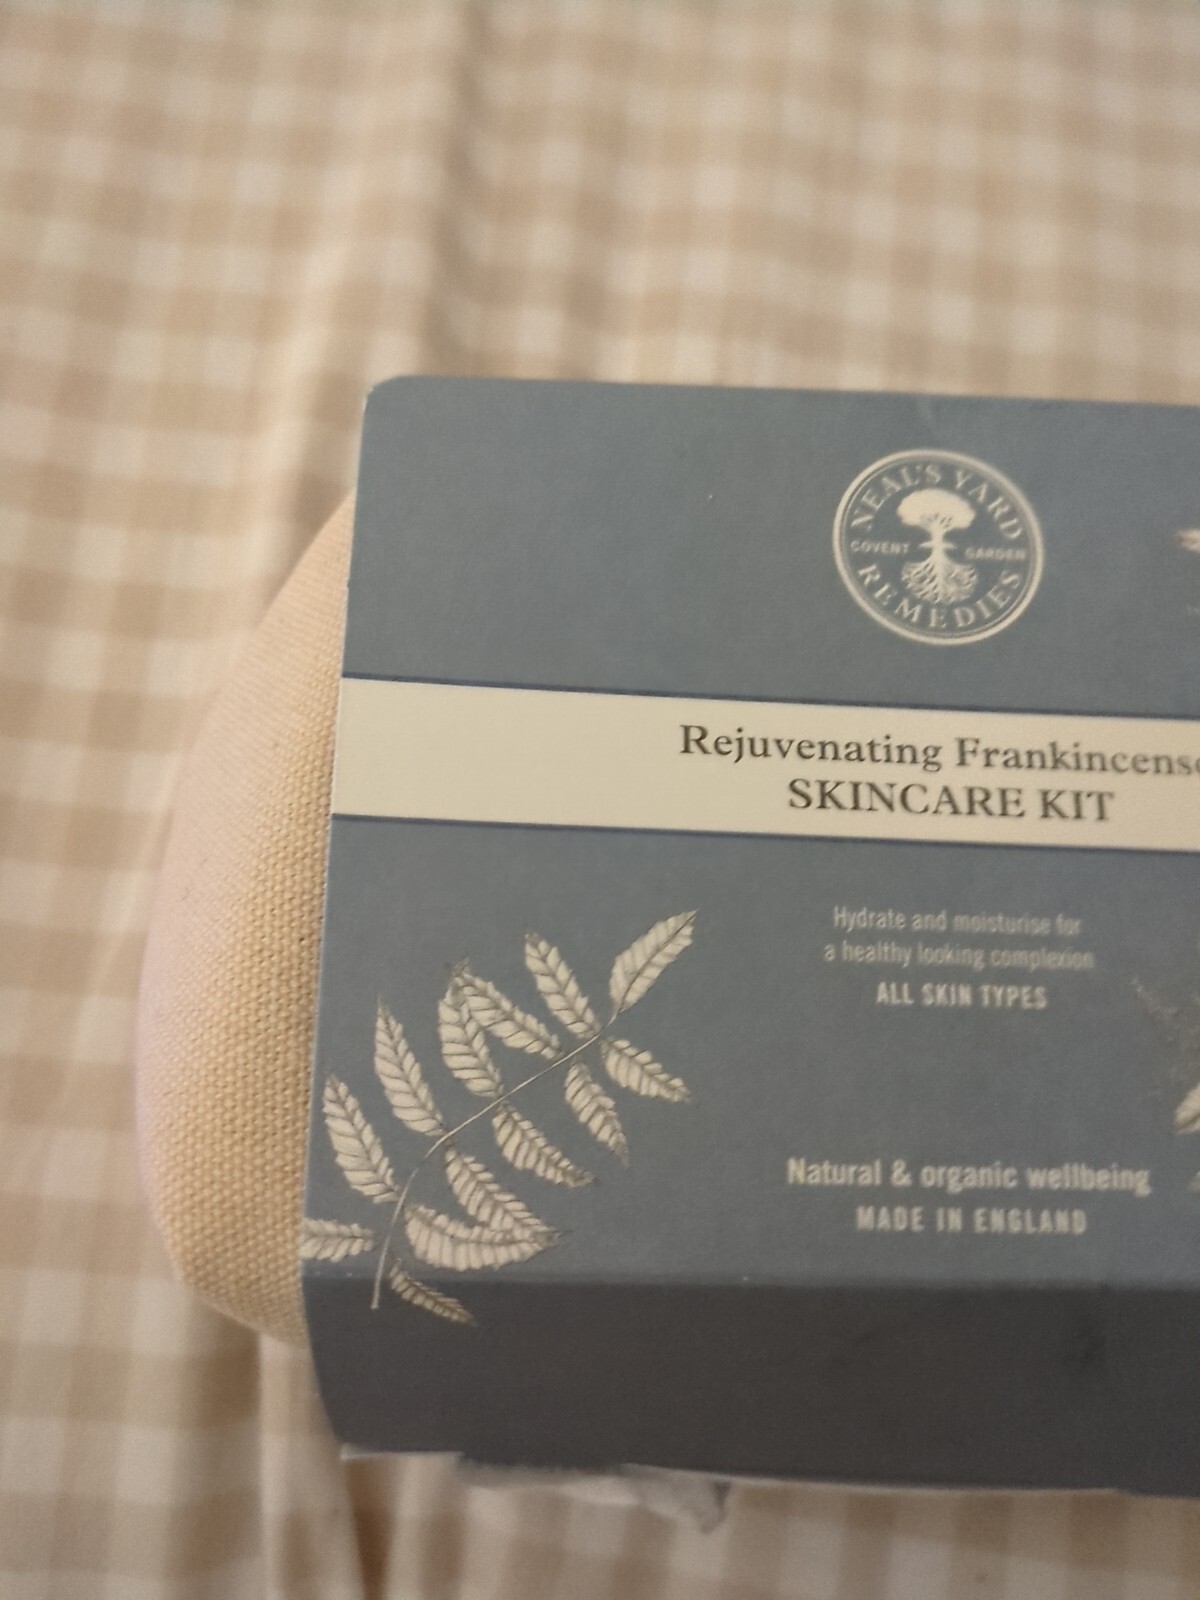 NEAL'S YARD
COVENT GARDEN
REMEDIES
Rejuvenating Frankincense
SKINCARE KIT
Hydrate and moisturise for
a healthy looking complexion
ALL SKIN TYPES
Natural & organic wellbeing
MADE IN ENGLAND